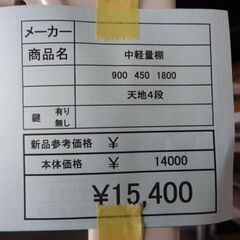 メーカー
商品名 中軽量棚
900 450 1800
天地4段
鍵 有り
無し
新品参考価格 ¥
本体価格 ¥ 14000
¥15,400